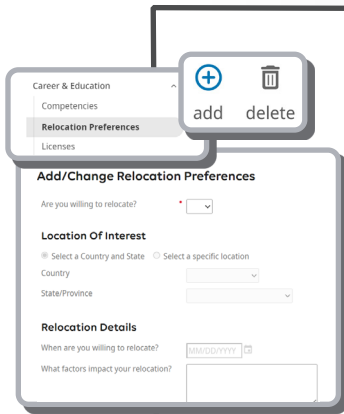 Career & Education
Competencies
Relocation Preferences
Licenses
add delete
Add/Change Relocation Preferences
Are you willing to relocate? *
Location Of Interest
Select a Country and State Select a specific location
Country
State/Province
Relocation Details
When are you willing to relocate? MM/DD/YYYY
What factors impact your relocation?